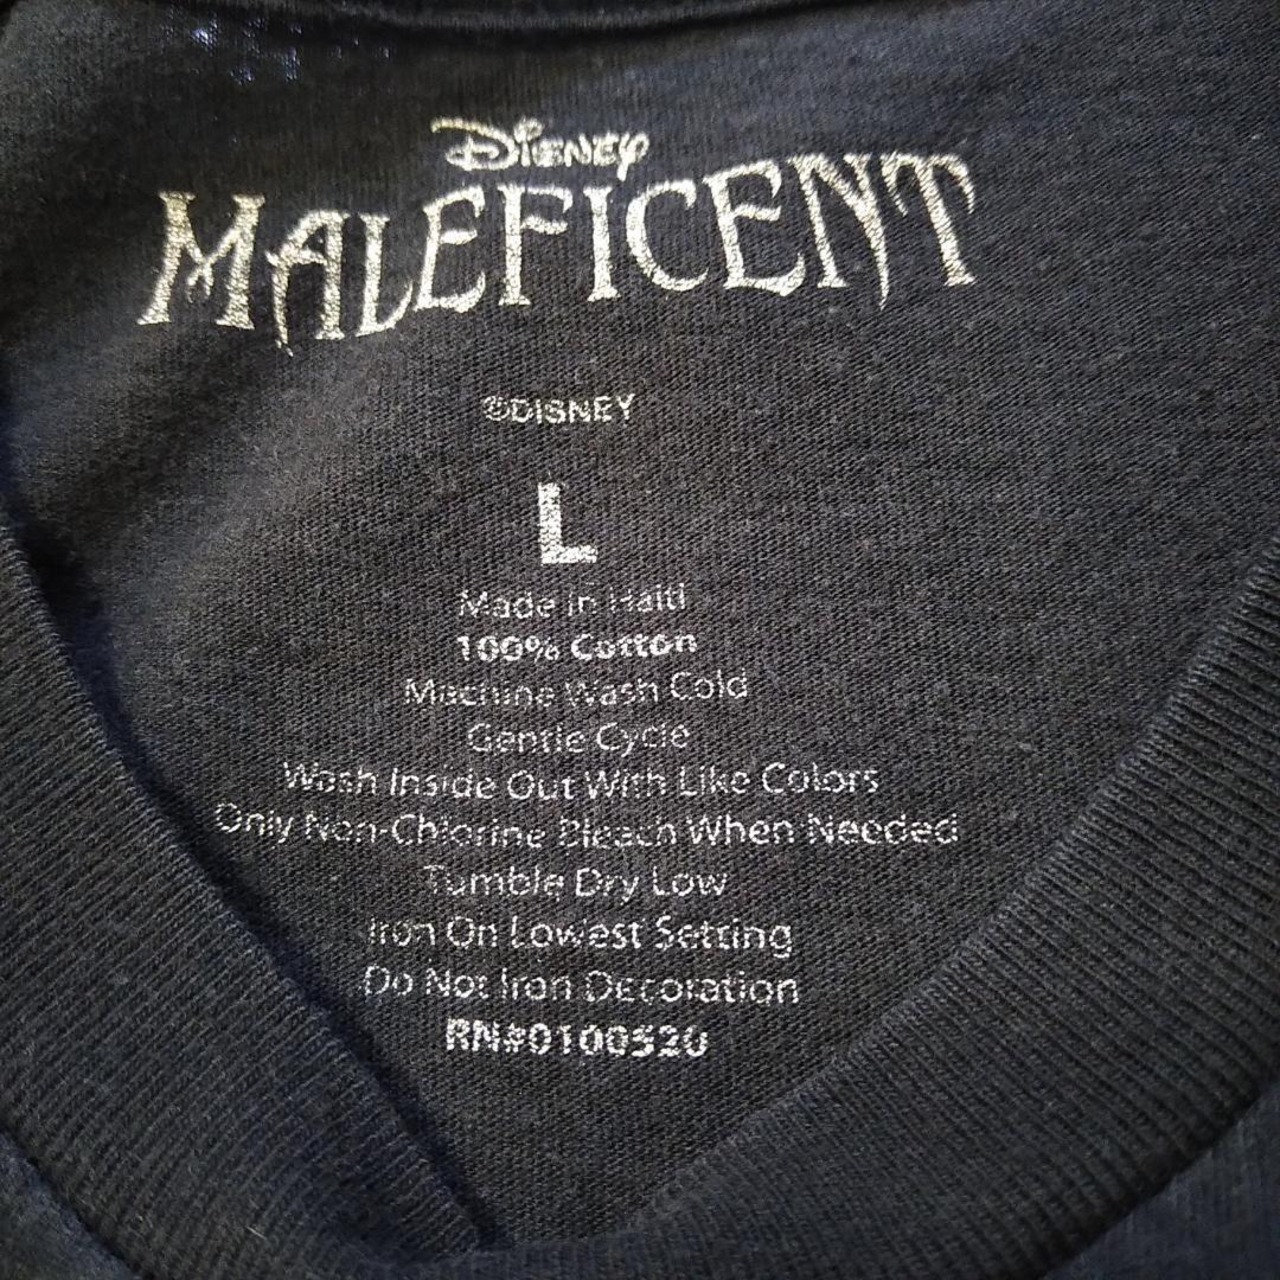 Disney
MALEFICENT
©DISNEY
L
Made in Haiti
100% Cotton
Machine Wash Cold
Gentle Cycle
Wash Inside Out With Like Colors
Only Non-Chlorine Bleach When Needed
Tumble Dry Low
Iron On Lowest Setting
Do Not Iron Decoration
RN#0100520